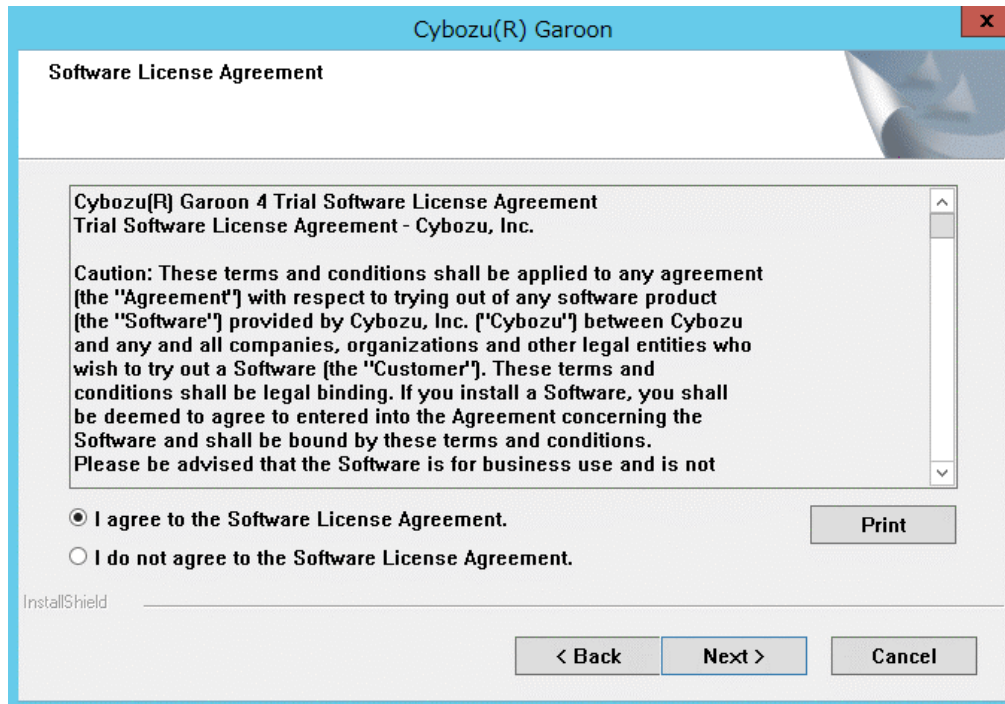 Cybozu(R) Garoon
x
Software License Agreement
Cybozu(R) Garoon 4 Trial Software License Agreement
Trial Software License Agreement - Cybozu, Inc.
Caution: These terms and conditions shall be applied to any agreement
(the "Agreement") with respect to trying out of any software product
(the "Software") provided by Cybozu, Inc. ("Cybozu") between Cybozu
and any and all companies, organizations and other legal entities who
wish to try out a Software (the "Customer"). These terms and
conditions shall be legal binding. If you install a Software, you shall
be deemed to agree to entered into the Agreement concerning the
Software and shall be bound by these terms and conditions.
Please be advised that the Software is for business use and is not
I agree to the Software License Agreement.
Print
I do not agree to the Software License Agreement.
InstallShield
< Back
Next >
Cancel